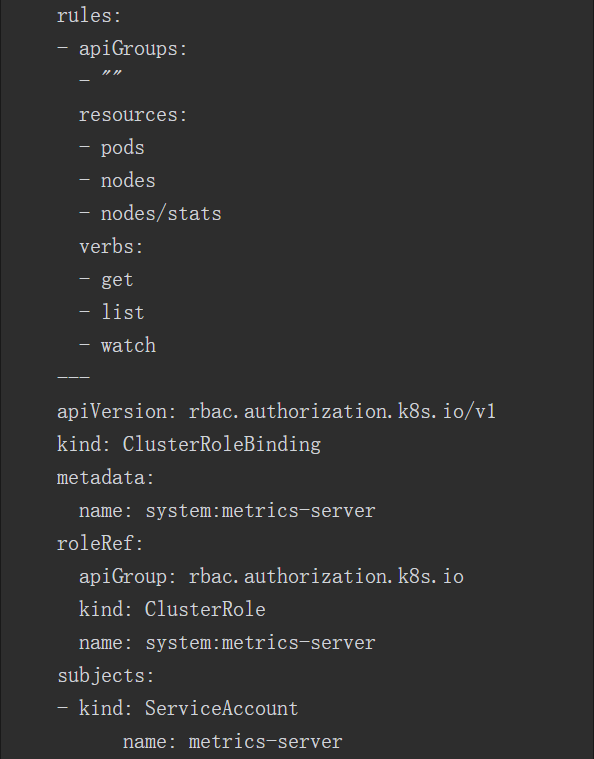 rules:
- apiGroups:
  - ""
  resources:
  - pods
  - nodes
  - nodes/stats
  verbs:
  - get
  - list
  - watch
---
apiVersion: rbac.authorization.k8s.io/v1
kind: ClusterRoleBinding
metadata:
  name: system:metrics-server
roleRef:
  apiGroup: rbac.authorization.k8s.io
  kind: ClusterRole
  name: system:metrics-server
subjects:
- kind: ServiceAccount
      name: metrics-server